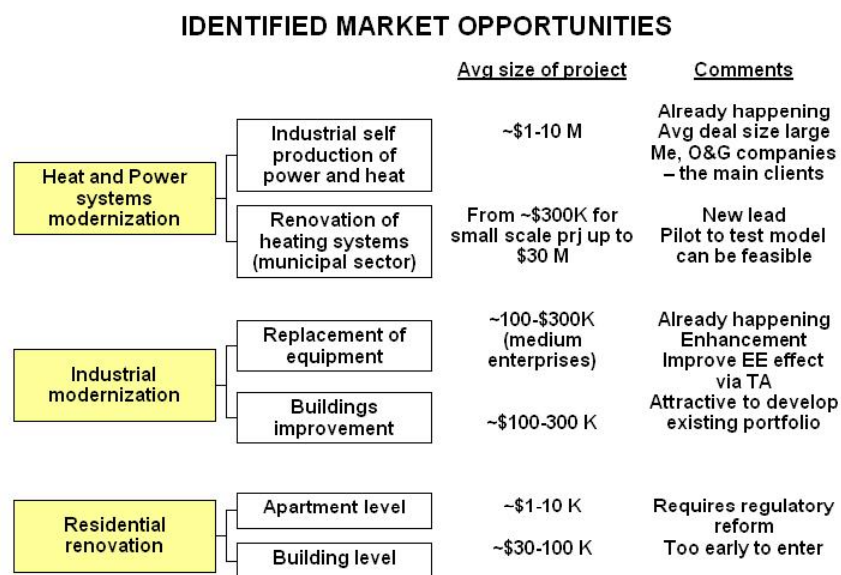 IDENTIFIED MARKET OPPORTUNITIES
Avg size of project
Comments
Heat and Power
systems
modernization
Industrial self
production of
power and heat
~$1-10 M
Already happening
Avg deal size large
Me, O&G companies
– the main clients
Renovation of
heating systems
(municipal sector)
From ~$300K for
small scale prj up to
$30 M
New lead
Pilot to test model
can be feasible
Industrial
modernization
Replacement of
equipment
~100-$300K
(medium
enterprises)
Already happening
Enhancement
Improve EE effect
via TA
Buildings
improvement
~$100-300 K
Attractive to develop
existing portfolio
Residential
renovation
Apartment level
~$1-10 K
Requires regulatory
reform
Building level
~$30-100 K
Too early to enter